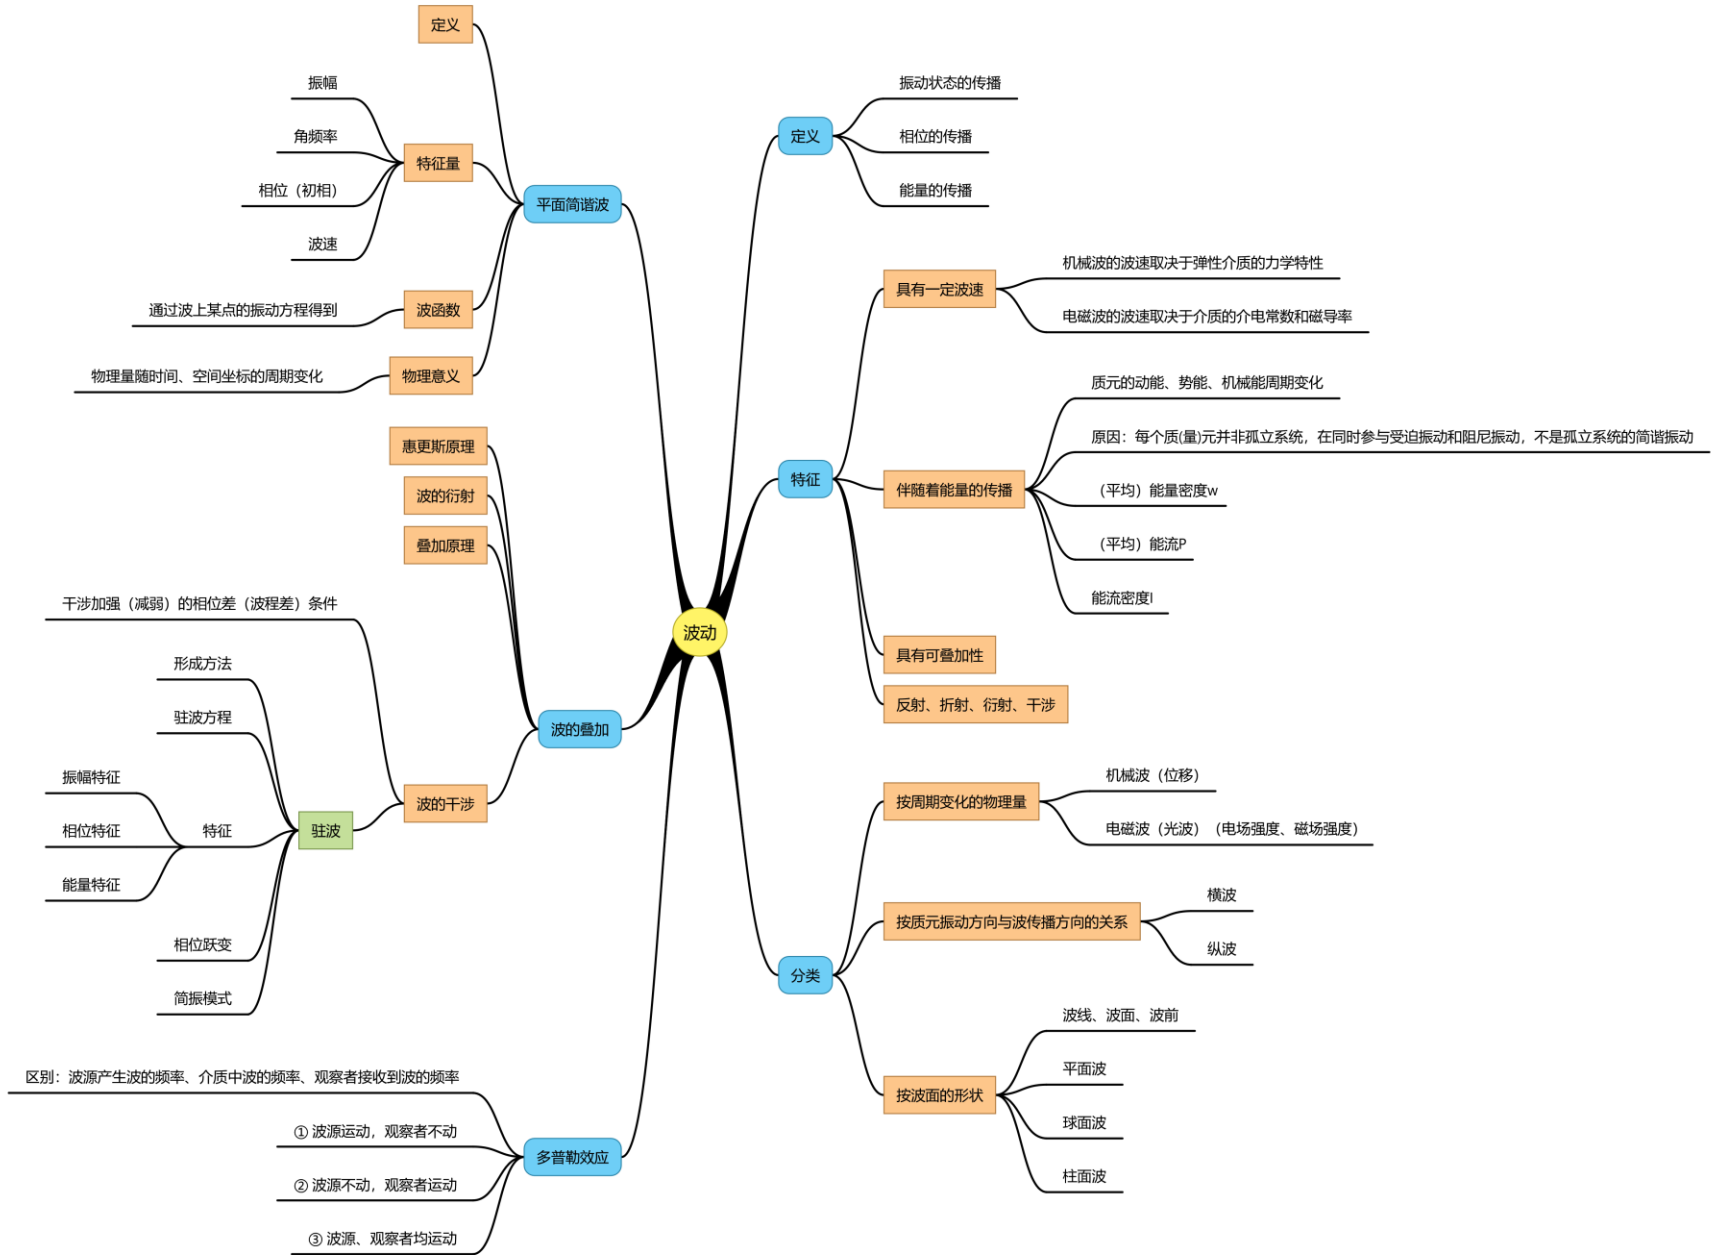 波动
定义
振动状态的传播
相位的传播
能量的传播
特征
具有一定波速
机械波的波速取决于弹性介质的力学特性
电磁波的波速取决于介质的介电常数和磁导率
伴随着能量的传播
质元的动能、势能、机械能周期变化
原因：每个质(量)元并非孤立系统，在同时参与受迫振动和阻尼振动，不是孤立系统的简谐振动
（平均）能量密度w
（平均）能流P
能流密度I
具有可叠加性
反射、折射、衍射、干涉
分类
按周期变化的物理量
机械波（位移）
电磁波（光波）（电场强度、磁场强度）
按质元振动方向与波传播方向的关系
横波
纵波
按波面的形状
波线、波面、波前
平面波
球面波
柱面波
平面简谐波
定义
特征量
振幅
角频率
相位（初相）
波速
波函数
通过波上某点的振动方程得到
物理意义
物理量随时间、空间坐标的周期变化
波的叠加
惠更斯原理
波的衍射
叠加原理
波的干涉
干涉加强（减弱）的相位差（波程差）条件
驻波
形成方法
驻波方程
特征
振幅特征
相位特征
能量特征
相位跃变
简振模式
多普勒效应
区别：波源产生波的频率、介质中波的频率、观察者接收到波的频率
① 波源运动，观察者不动
② 波源不动，观察者运动
③ 波源、观察者均运动